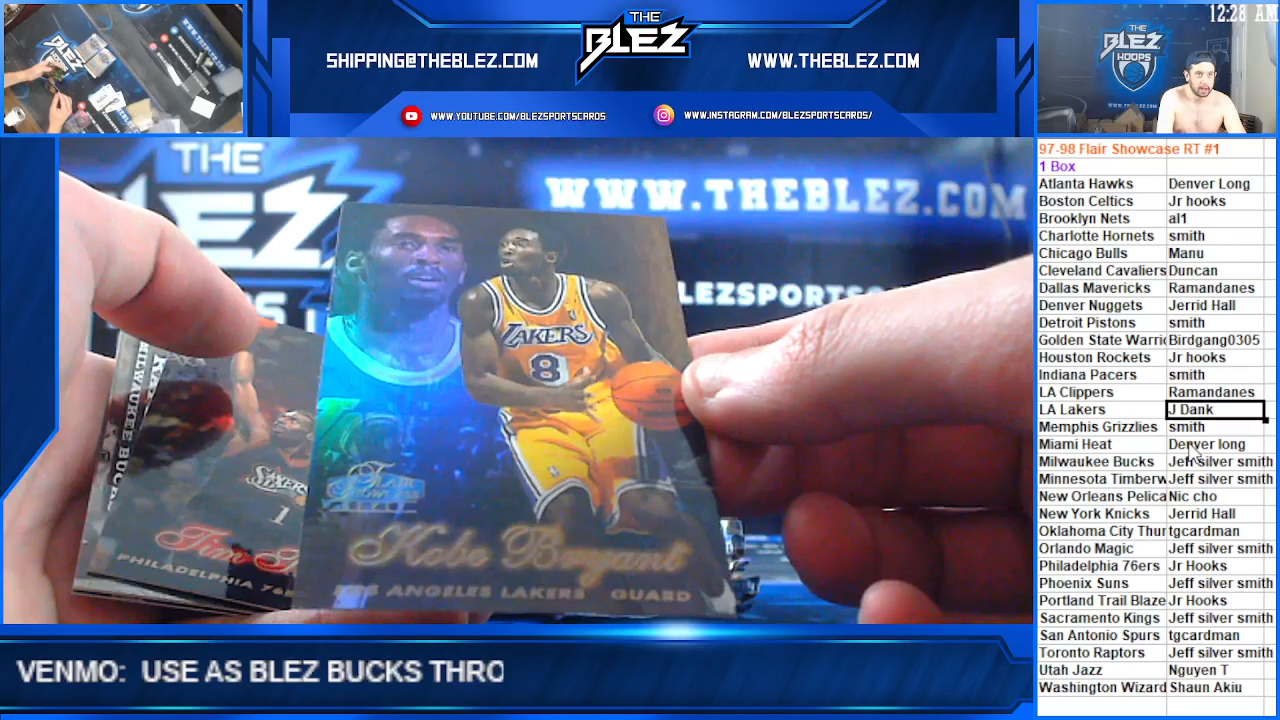 12:28 AM
THE
BLEZ
SHIPPING@THEBLEZ.COM
WWW.THEBLEZ.COM
WWW.YOUTUBE.COM/BLEZSPORTSCARDS
WWW.INSTAGRAM.COM/BLEZSPORTSCARDS/
THE
BLEZ
HOOPS
THE
WWW.THEBLEZ.COM
LEZSPORTSC
LAKERS
8
SIXERS
1
MILWAUKEE BUCKS
Tim
PHILADELPHIA 76
FLAIR
SHOWCASE
Kobe Bryant
LOS ANGELES LAKERS GUARD
97-98 Flair Showcase RT #1
1 Box
Atlanta Hawks Denver Long
Boston Celtics Jr hooks
Brooklyn Nets al1
Charlotte Hornets smith
Chicago Bulls Manu
Cleveland Cavaliers Duncan
Dallas Mavericks Ramandanes
Denver Nuggets Jerrid Hall
Detroit Pistons smith
Golden State Warri Birdgang0305
Houston Rockets Jr hooks
Indiana Pacers smith
LA Clippers Ramandanes
LA Lakers J Dank
Memphis Grizzlies smith
Miami Heat Denver long
Milwaukee Bucks Jeff silver smith
Minnesota Timberw Jeff silver smith
New Orleans Pelica Nic cho
New York Knicks Jerrid Hall
Oklahoma City Thur tgcardman
Orlando Magic Jeff silver smith
Philadelphia 76ers Jr Hooks
Phoenix Suns Jeff silver smith
Portland Trail Blaze Jr Hooks
Sacramento Kings Jeff silver smith
San Antonio Spurs tgcardman
Toronto Raptors Jeff silver smith
Utah Jazz Nguyen T
Washington Wizard Shaun Akiu
VENMO: USE AS BLEZ BUCKS THRO